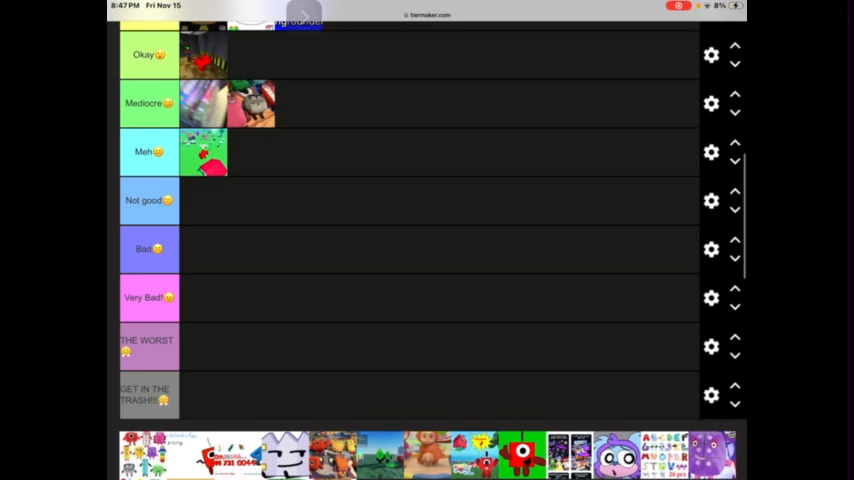 8:47 PM Fri Nov 15
8%
tiermaker.com
Okay
Mediocre
Meh
Not good
Bad
Very Bad!
THE WORST
GET IN THE
TRASH!!!